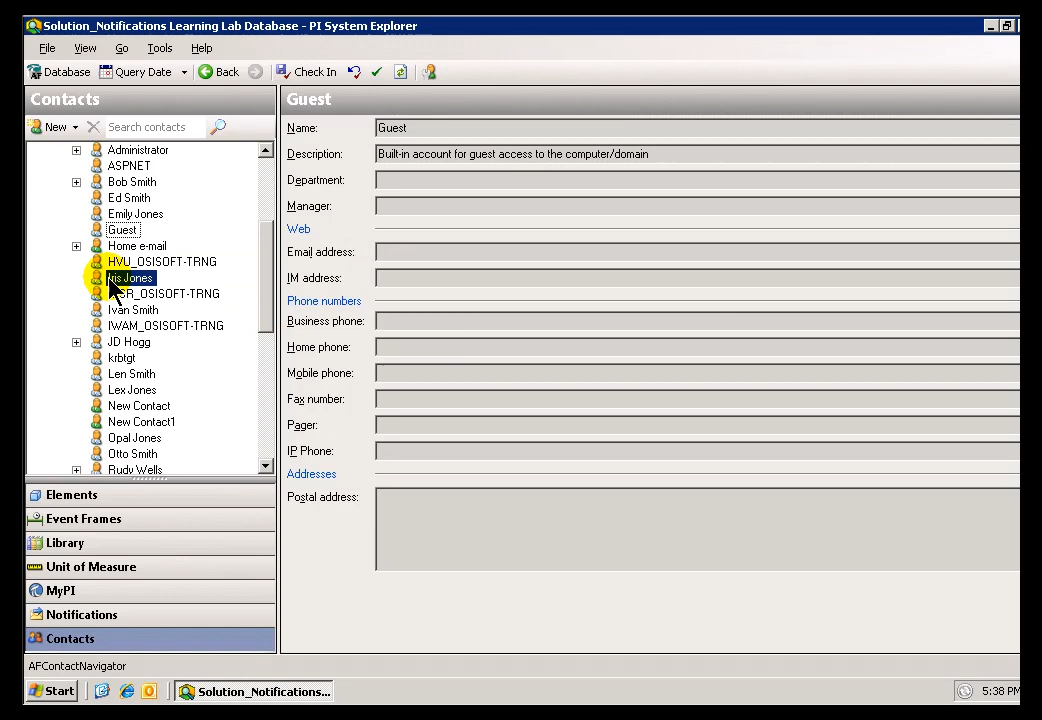 Solution_Notifications Learning Lab Database - PI System Explorer
File View Go Tools Help
Database Query Date Back Check In
Contacts
Guest
New Search contacts
Administrator
ASPNET
Bob Smith
Ed Smith
Emily Jones
Guest
Home e-mail
HVU_OSISOFT-TRNG
Iris Jones
SR_OSISOFT-TRNG
Ivan Smith
IWAM_OSISOFT-TRNG
JD Hogg
krbtgt
Len Smith
Lex Jones
New Contact
New Contact1
Opal Jones
Otto Smith
Rudy Wells
Name: Guest
Description: Built-in account for guest access to the computer/domain
Department:
Manager:
Web
Email address:
IM address:
Phone numbers
Business phone:
Home phone:
Mobile phone:
Fax number:
Pager:
IP Phone:
Addresses
Postal address:
Elements
Event Frames
Library
Unit of Measure
MyPI
Notifications
Contacts
AFContactNavigator
Start Solution_Notifications... 5:38 PM